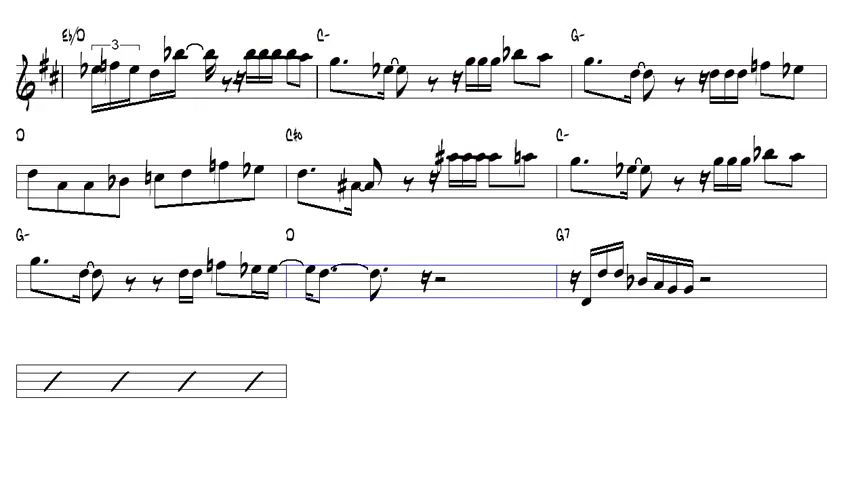 E♭/D C- G-
3
D C♯o C-
G- D G7